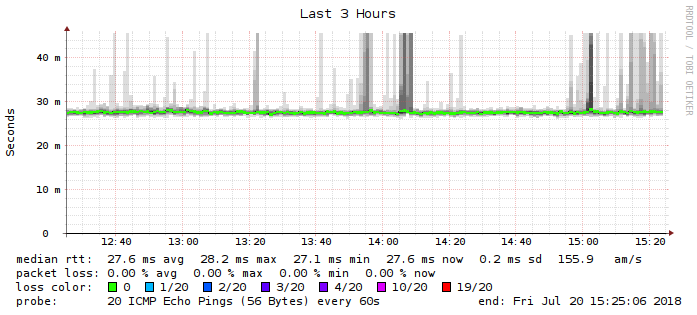 Last 3 Hours
RRDTOOL / TOBI OETIKER
Seconds
40 m
30 m
20 m
10 m
0
12:40 13:00 13:20 13:40 14:00 14:20 14:40 15:00 15:20
median rtt: 27.6 ms avg 28.2 ms max 27.1 ms min 27.6 ms now 0.2 ms sd 155.9 am/s
packet loss: 0.00 % avg 0.00 % max 0.00 % min 0.00 % now
loss color: 0 1/20 2/20 3/20 4/20 10/20 19/20
probe: 20 ICMP Echo Pings (56 Bytes) every 60s end: Fri Jul 20 15:25:06 2018